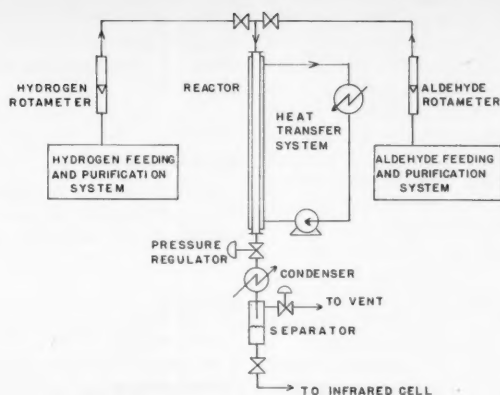 HYDROGEN
ROTAMETER
REACTOR
HEAT
TRANSFER
SYSTEM
ALDEHYDE
ROTAMETER
HYDROGEN FEEDING
AND PURIFICATION
SYSTEM
ALDEHYDE FEEDING
AND PURIFICATION
SYSTEM
PRESSURE
REGULATOR
CONDENSER
TO VENT
SEPARATOR
TO INFRARED CELL